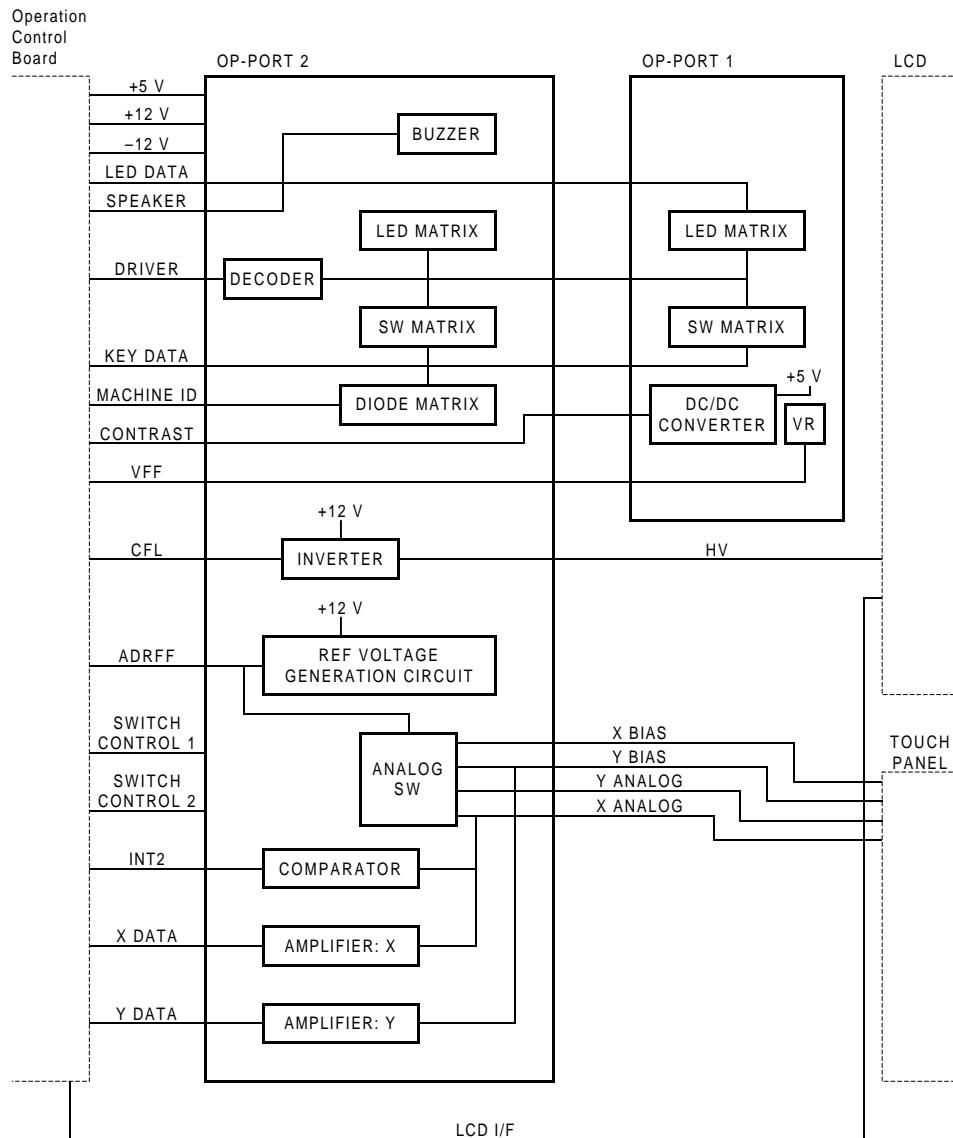 Operation
Control
Board
OP-PORT 2
OP-PORT 1
LCD
+5 V
+12 V
–12 V
BUZZER
LED DATA
SPEAKER
LED MATRIX
LED MATRIX
DRIVER
DECODER
SW MATRIX
SW MATRIX
KEY DATA
+5 V
MACHINE ID
DIODE MATRIX
DC/DC
CONVERTER
VR
CONTRAST
VFF
+12 V
CFL
INVERTER
HV
+12 V
ADRFF
REF VOLTAGE
GENERATION CIRCUIT
SWITCH
CONTROL 1
X BIAS
TOUCH
PANEL
Y BIAS
ANALOG
SW
SWITCH
CONTROL 2
Y ANALOG
X ANALOG
INT2
COMPARATOR
X DATA
AMPLIFIER: X
Y DATA
AMPLIFIER: Y
LCD I/F